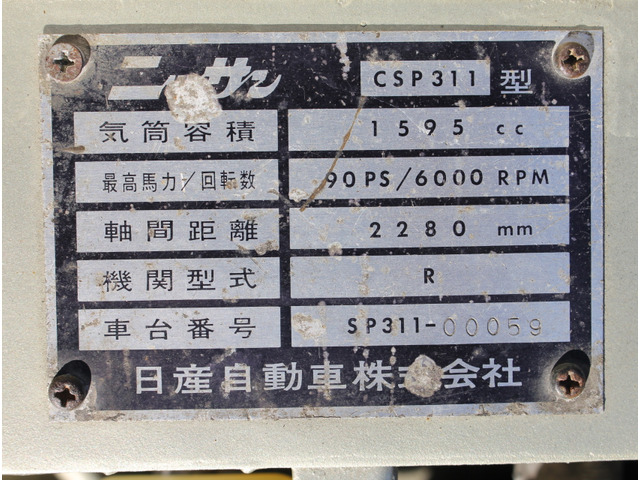 ニッサン CSP311 型
気筒容積 1595 cc
最高馬力/回転数 90PS/6000 RPM
軸間距離 2280 mm
機関型式 R
車台番号 SP311-00059
日産自動車株式会社